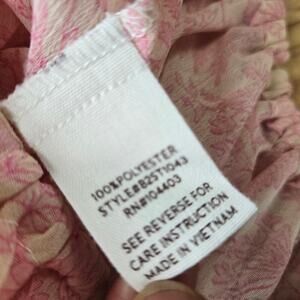 100%POLYESTER
STYLE#B25T1043
RN#104403
SEE REVERSE FOR
CARE INSTRUCTION
MADE IN VIETNAM